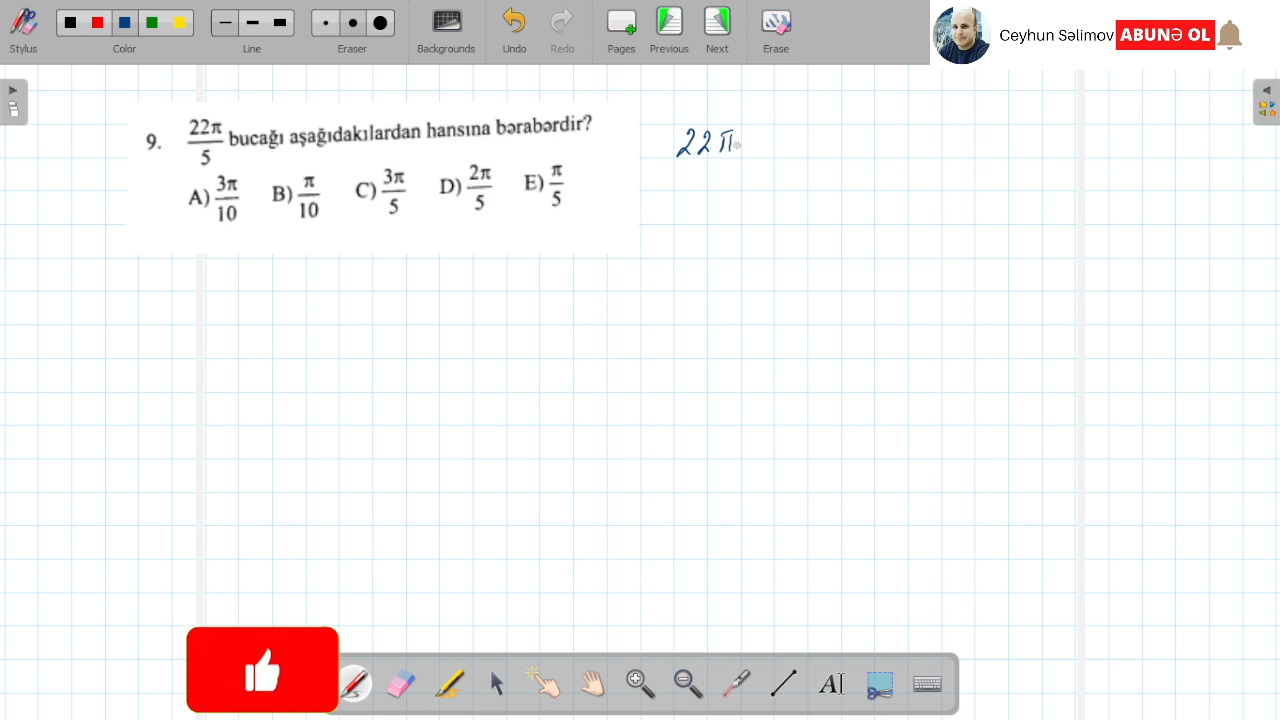 Stylus
Color
Line
Eraser
Backgrounds
Undo
Redo
Pages
Previous
Next
Erase
Ceyhun Səlimov
ABUNƏ OL
9. 22π/5 bucağı aşağıdakılardan hansına bərabərdir?
A) 3π/10 B) π/10 C) 3π/5 D) 2π/5 E) π/5
22π